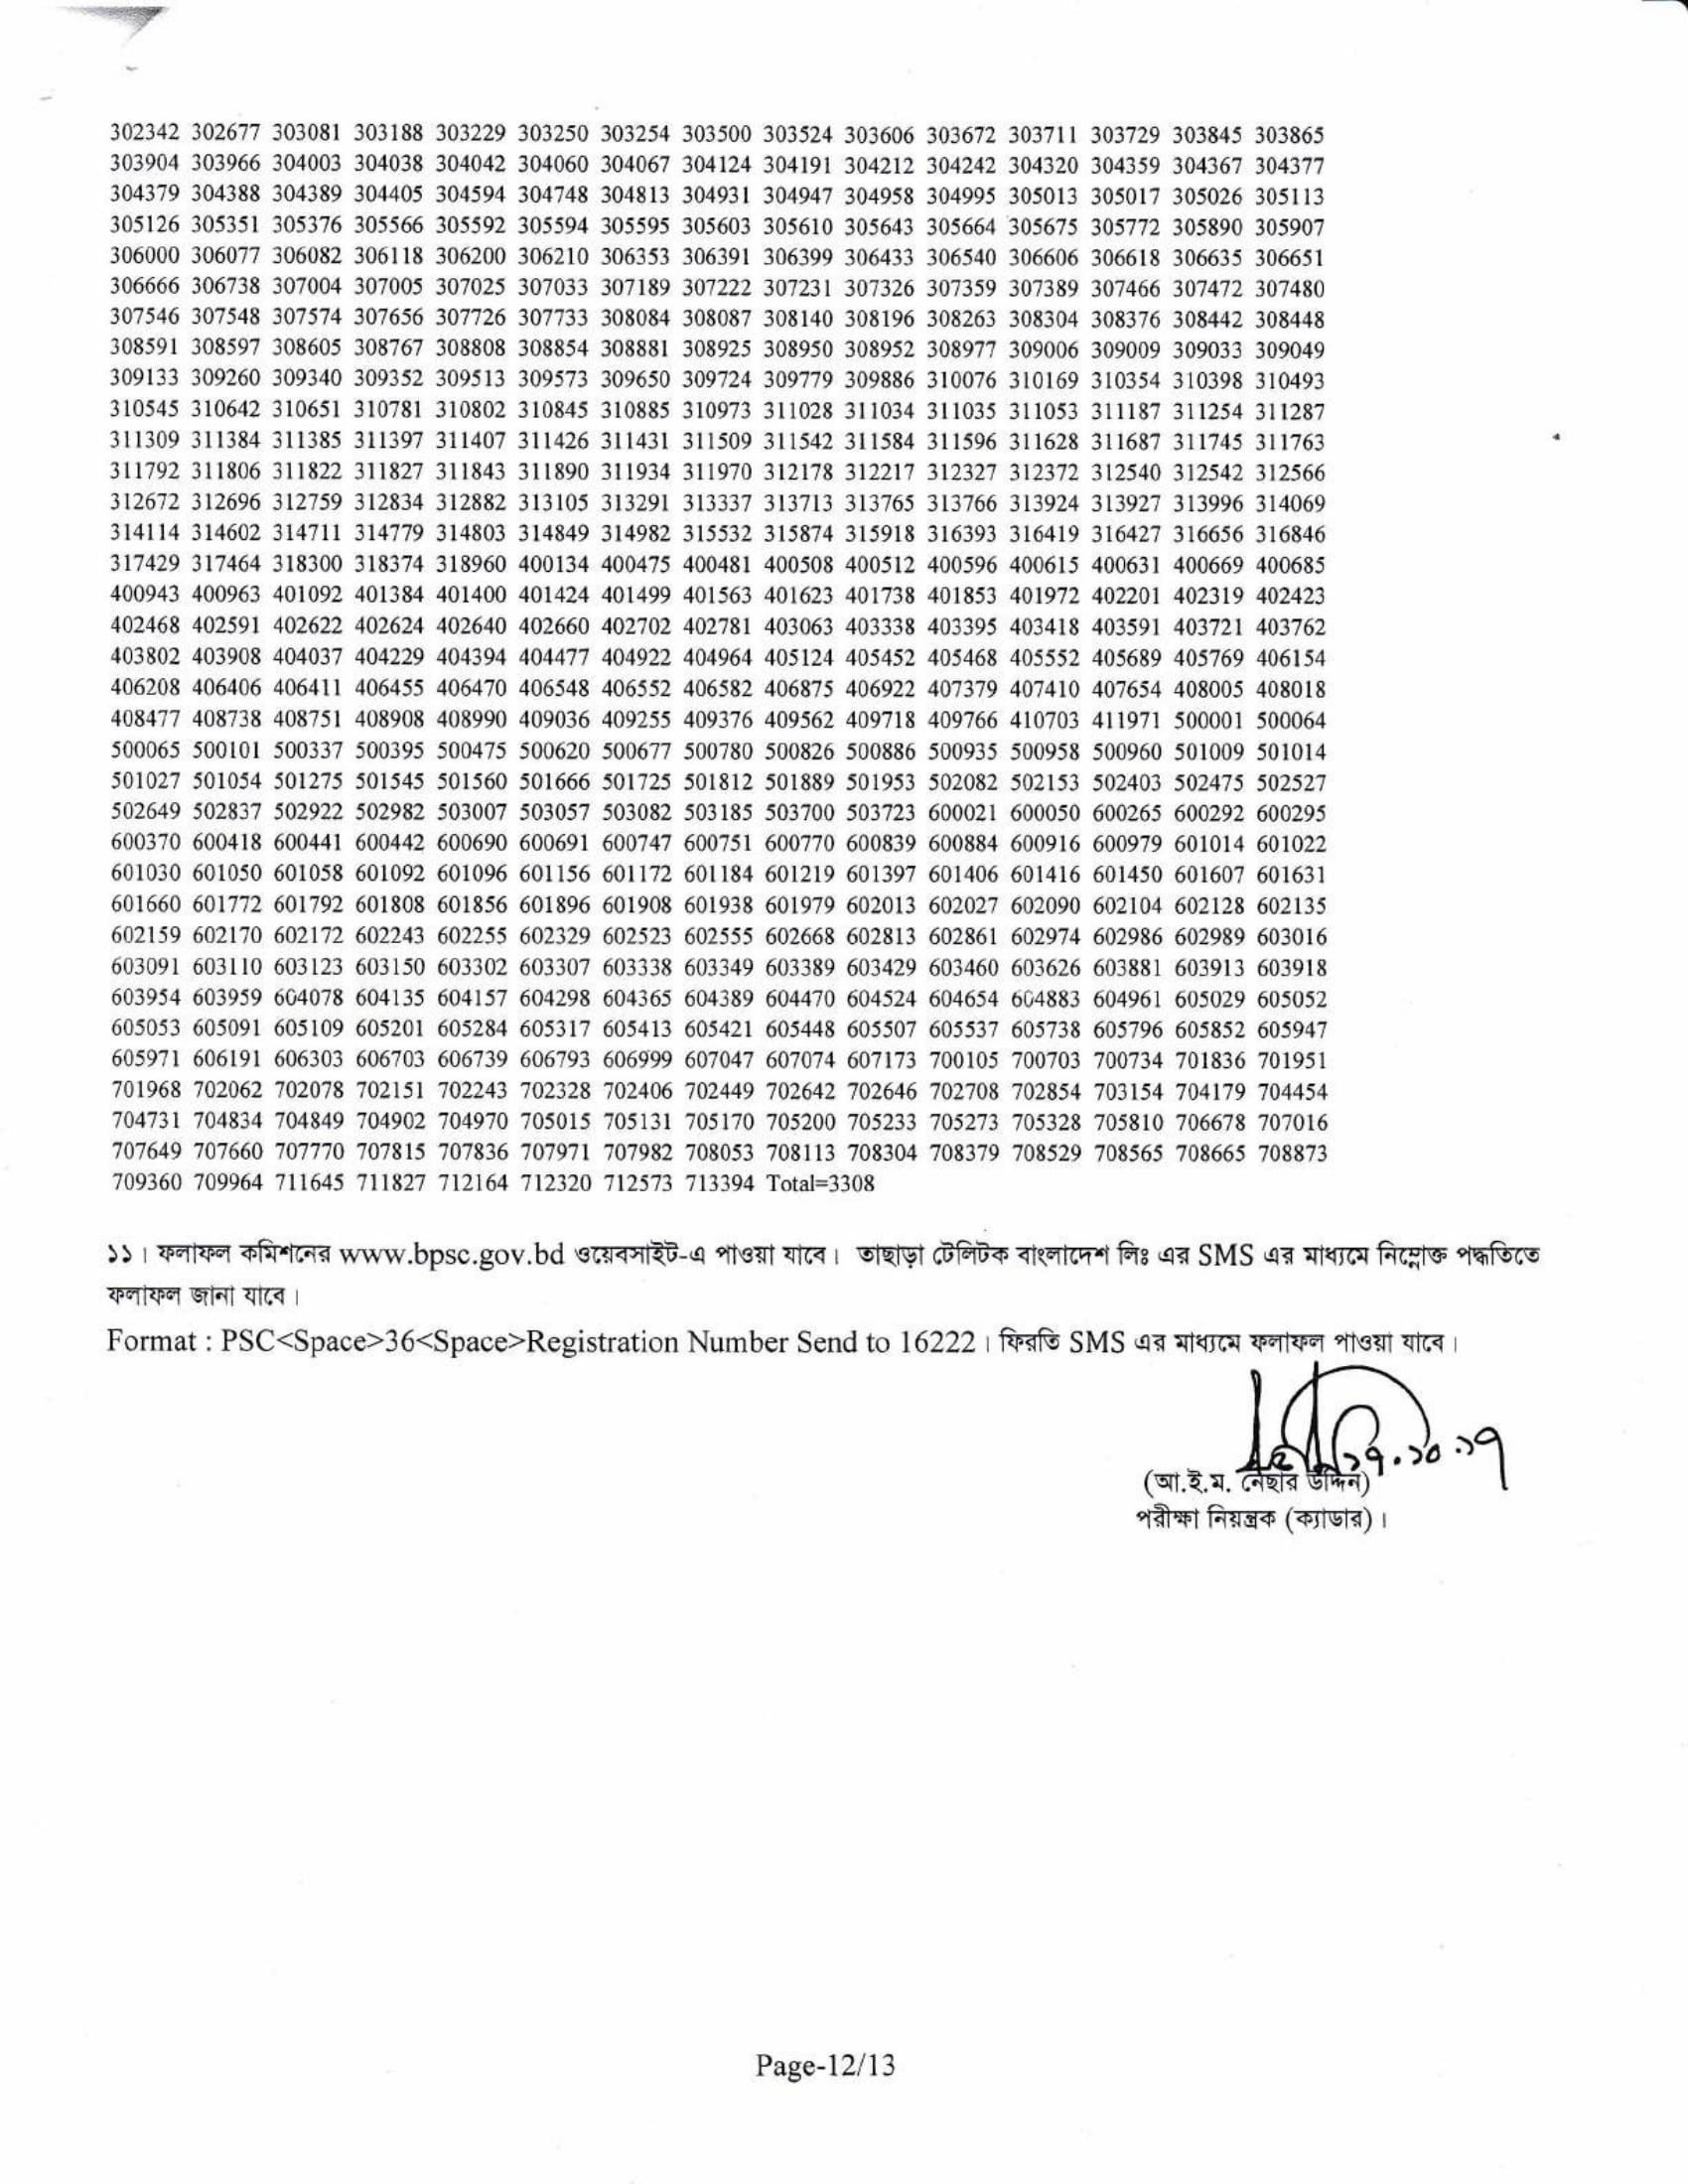 302342 302677 303081 303188 303229 303250 303254 303500 303524 303606 303672 303711 303729 303845 303865
303904 303966 304003 304038 304042 304060 304067 304124 304191 304212 304242 304320 304359 304367 304377
304379 304388 304389 304405 304594 304748 304813 304931 304947 304958 304995 305013 305017 305026 305113
305126 305351 305376 305566 305592 305594 305595 305603 305610 305643 305664 305675 305772 305890 305907
306000 306077 306082 306118 306200 306210 306353 306391 306399 306433 306540 306606 306618 306635 306651
306666 306738 307004 307005 307025 307033 307189 307222 307231 307326 307359 307389 307466 307472 307480
307546 307548 307574 307656 307726 307733 308084 308087 308140 308196 308263 308304 308376 308442 308448
308591 308597 308605 308767 308808 308854 308881 308925 308950 308952 308977 309006 309009 309033 309049
309133 309260 309340 309352 309513 309573 309650 309724 309779 309886 310076 310169 310354 310398 310493
310545 310642 310651 310781 310802 310845 310885 310973 311028 311034 311035 311053 311187 311254 311287
311309 311384 311385 311397 311407 311426 311431 311509 311542 311584 311596 311628 311687 311745 311763
311792 311806 311822 311827 311843 311890 311934 311970 312178 312217 312327 312372 312540 312542 312566
312672 312696 312759 312834 312882 313105 313291 313337 313713 313765 313766 313924 313927 313996 314069
314114 314602 314711 314779 314803 314849 314982 315532 315874 315918 316393 316419 316427 316656 316846
317429 317464 318300 318374 318960 400134 400475 400481 400508 400512 400596 400615 400631 400669 400685
400943 400963 401092 401384 401400 401424 401499 401563 401623 401738 401853 401972 402201 402319 402423
402468 402591 402622 402624 402640 402660 402702 402781 403063 403338 403395 403418 403591 403721 403762
403802 403908 404037 404229 404394 404477 404922 404964 405124 405452 405468 405552 405689 405769 406154
406208 406406 406411 406455 406470 406548 406552 406582 406875 406922 407379 407410 407654 408005 408018
408477 408738 408751 408908 408990 409036 409255 409376 409562 409718 409766 410703 411971 500001 500064
500065 500101 500337 500395 500475 500620 500677 500780 500826 500886 500935 500958 500960 501009 501014
501027 501054 501275 501545 501560 501666 501725 501812 501889 501953 502082 502153 502403 502475 502527
502649 502837 502922 502982 503007 503057 503082 503185 503700 503723 600021 600050 600265 600292 600295
600370 600418 600441 600442 600690 600691 600747 600751 600770 600839 600884 600916 600979 601014 601022
601030 601050 601058 601092 601096 601156 601172 601184 601219 601397 601406 601416 601450 601607 601631
601660 601772 601792 601808 601856 601896 601908 601938 601979 602013 602027 602090 602104 602128 602135
602159 602170 602172 602243 602255 602329 602523 602555 602668 602813 602861 602974 602986 602989 603016
603091 603110 603123 603150 603302 603307 603338 603349 603389 603429 603460 603626 603881 603913 603918
603954 603959 604078 604135 604157 604298 604365 604389 604470 604524 604654 604883 604961 605029 605052
605053 605091 605109 605201 605284 605317 605413 605421 605448 605507 605537 605738 605796 605852 605947
605971 606191 606303 606703 606739 606793 606999 607047 607074 607173 700105 700703 700734 701836 701951
701968 702062 702078 702151 702243 702328 702406 702449 702642 702646 702708 702854 703154 704179 704454
704731 704834 704849 704902 704970 705015 705131 705170 705200 705233 705273 705328 705810 706678 707016
707649 707660 707770 707815 707836 707971 707982 708053 708113 708304 708379 708529 708565 708665 708873
709360 709964 711645 711827 712164 712320 712573 713394 Total=3308
১১। ফলাফল কমিশনের www.bpsc.gov.bd ওয়েবসাইট-এ পাওয়া যাবে। তাছাড়া টেলিটক বাংলাদেশ লিঃ এর SMS এর মাধ্যমে নিম্নোক্ত পদ্ধতিতে
ফলাফল জানা যাবে।
Format : PSC<Space>36<Space>Registration Number Send to 16222। ফিরতি SMS এর মাধ্যমে ফলাফল পাওয়া যাবে।
১৭.১০.১৭
(আ.ই.ম. নেছার উদ্দিন)
পরীক্ষা নিয়ন্ত্রক (ক্যাডার)।
Page-12/13